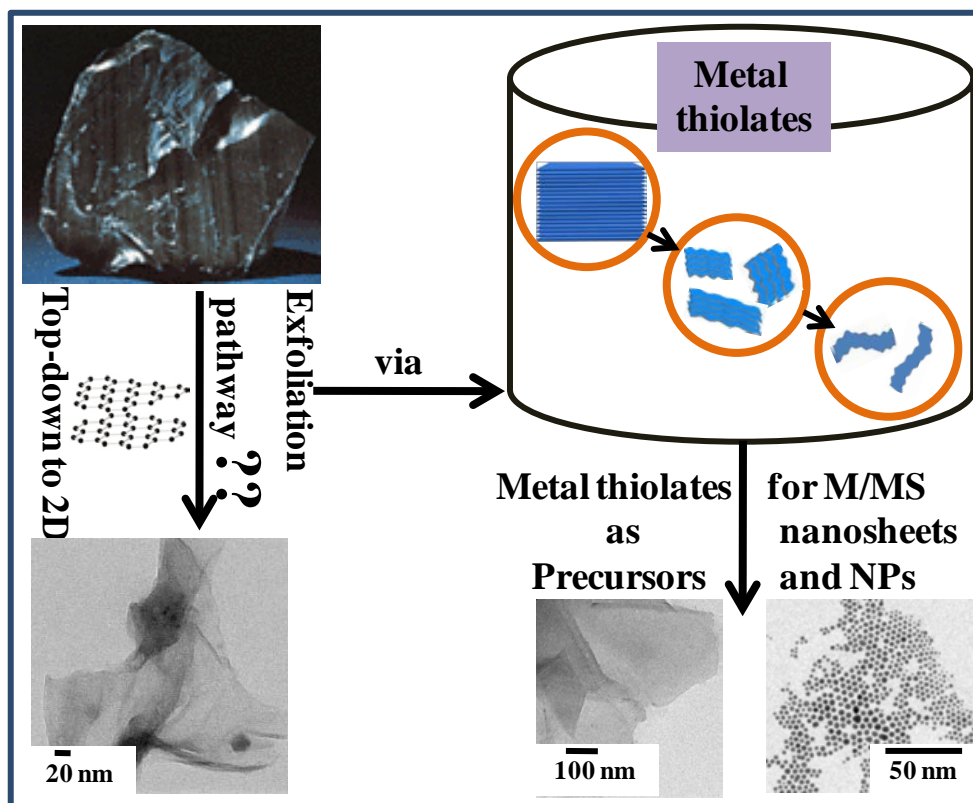 Metal
thiolates
Top-down to 2D
pathway ??
Exfoliation
via
Metal thiolates
as
Precursors
for M/MS
nanosheets
and NPs
20 nm
100 nm
50 nm